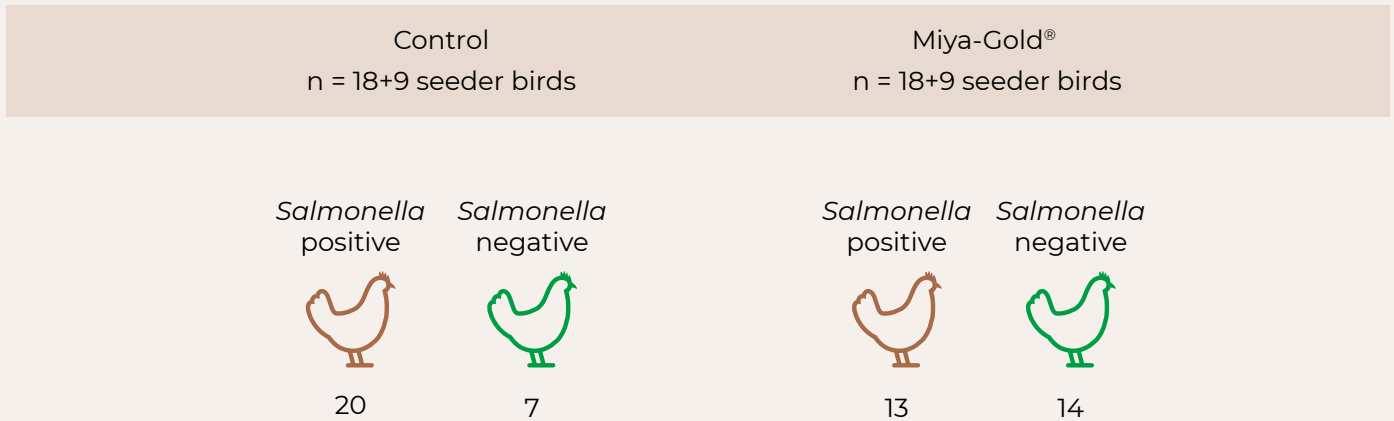 Control
n = 18+9 seeder birds
Miya-Gold®
n = 18+9 seeder birds
Salmonella
positive
Salmonella
negative
Salmonella
positive
Salmonella
negative
20
7
13
14